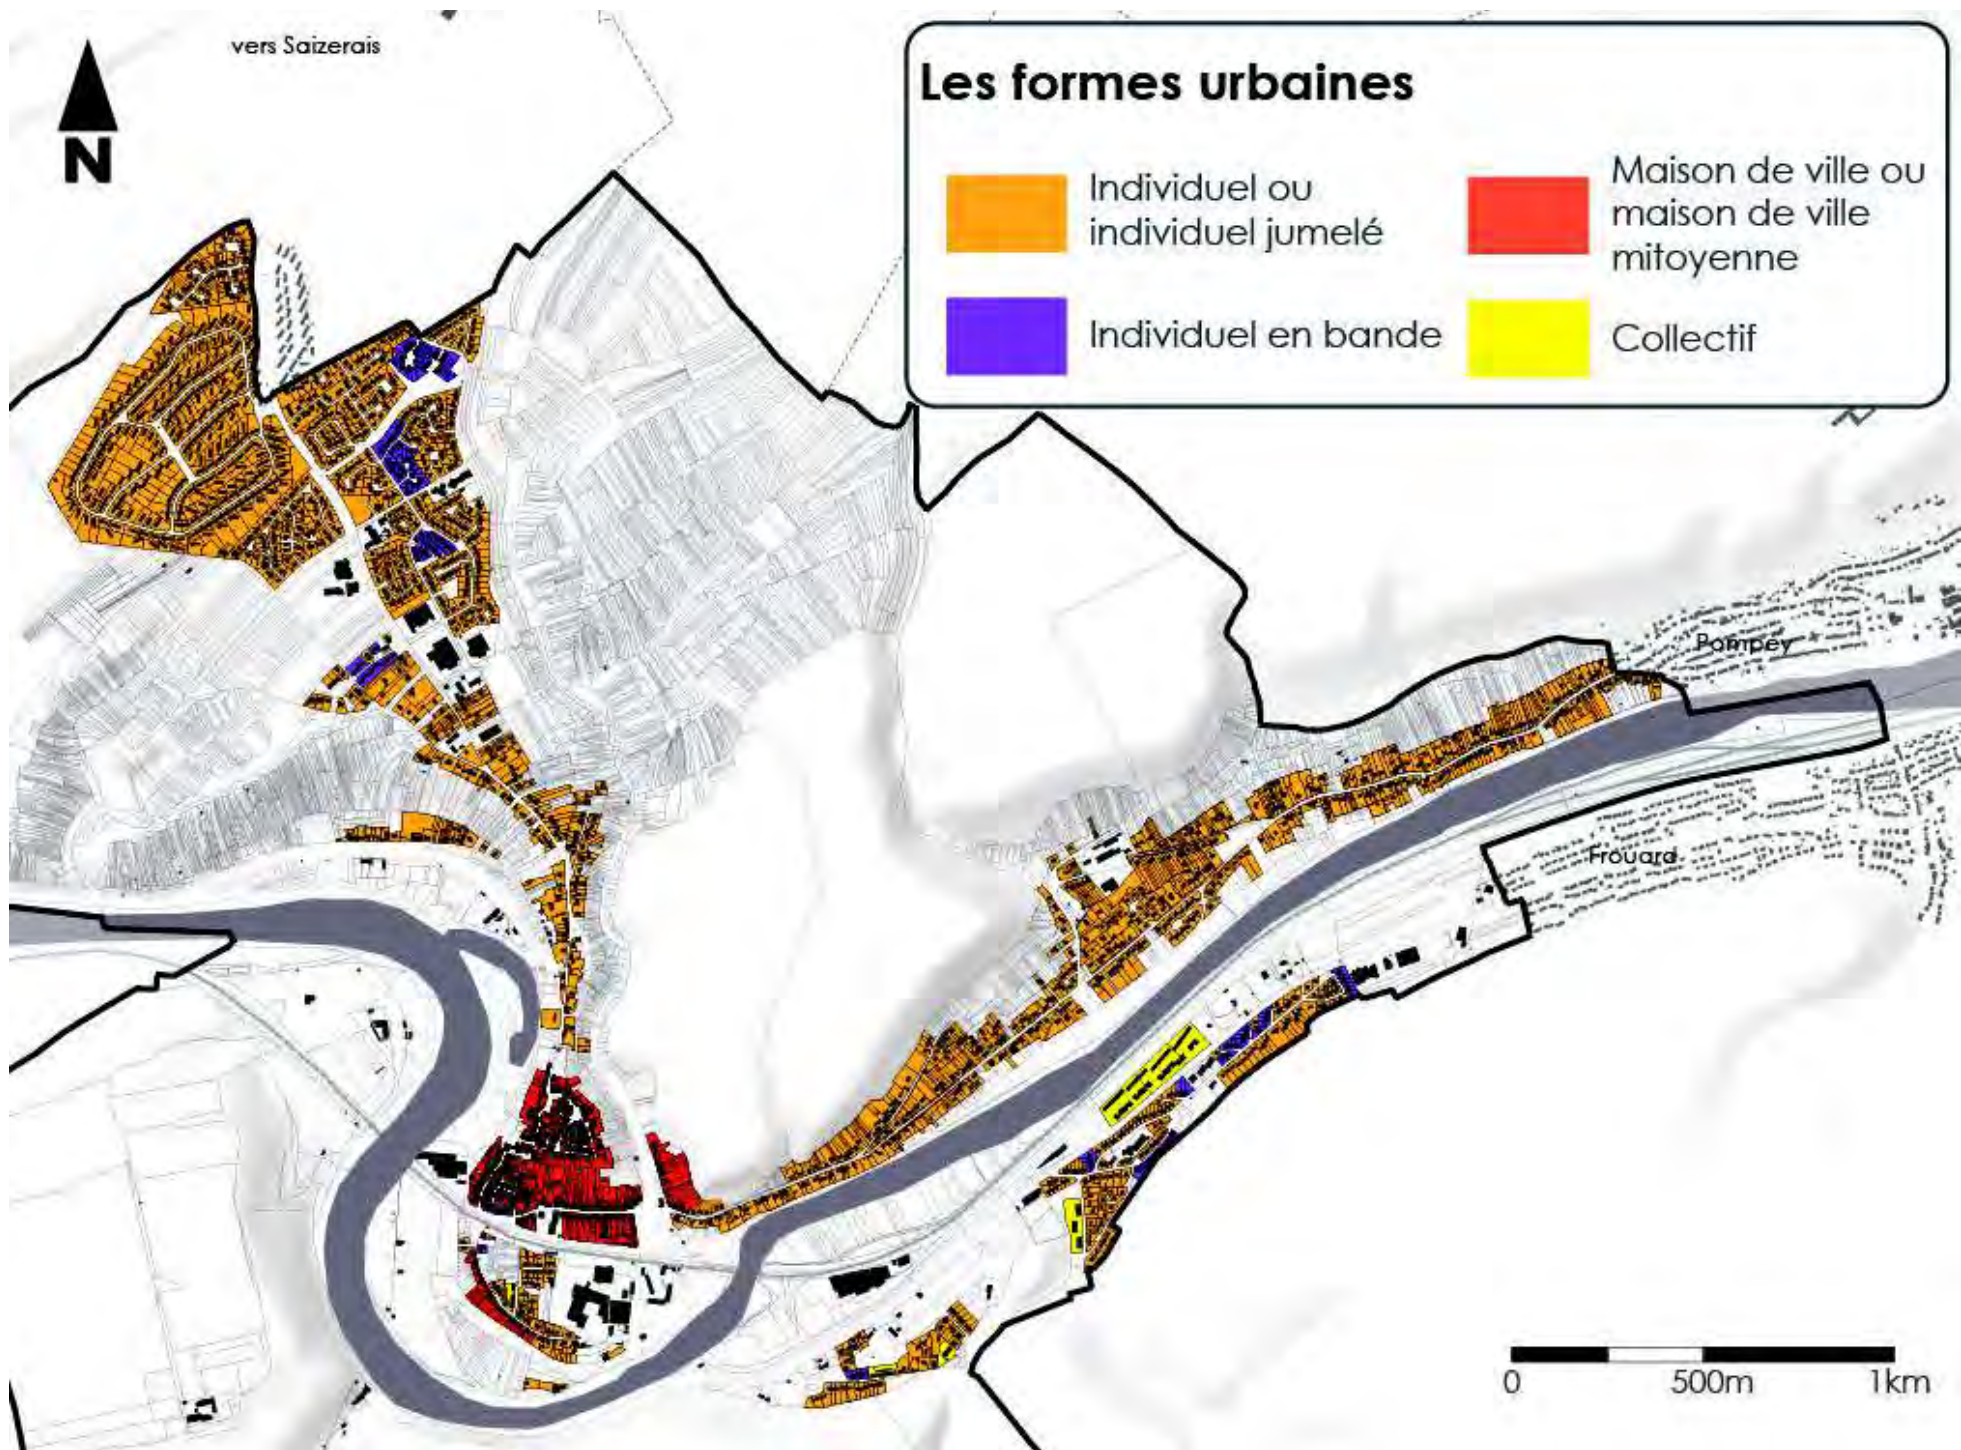 vers Saizerais
N
Les formes urbaines
Individuel ou
individuel jumelé
Maison de ville ou
maison de ville
mitoyenne
Individuel en bande
Collectif
Pompey
Frouard
0 500m 1km